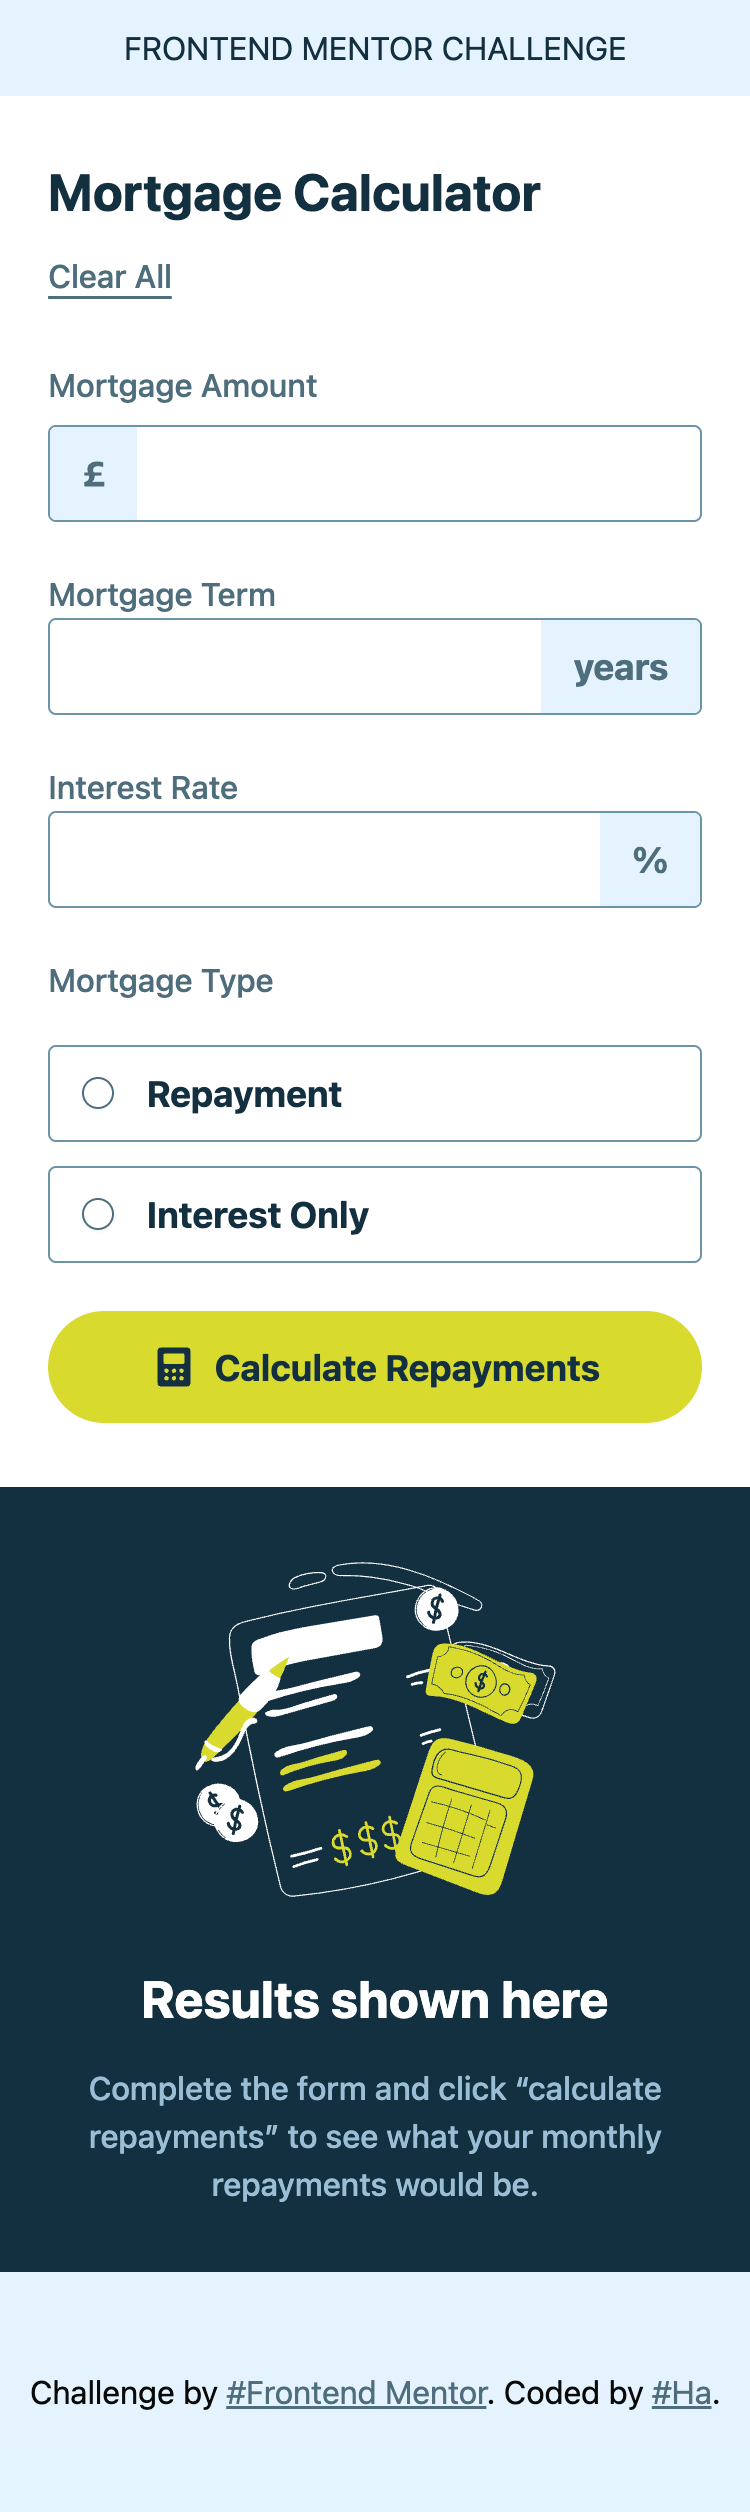 FRONTEND MENTOR CHALLENGE
Mortgage Calculator
Clear All
Mortgage Amount
£
Mortgage Term
years
Interest Rate
%
Mortgage Type
Repayment
Interest Only
Calculate Repayments
$
$
$
$
= $$$
Results shown here
Complete the form and click “calculate
repayments” to see what your monthly
repayments would be.
Challenge by #Frontend Mentor. Coded by #Ha.